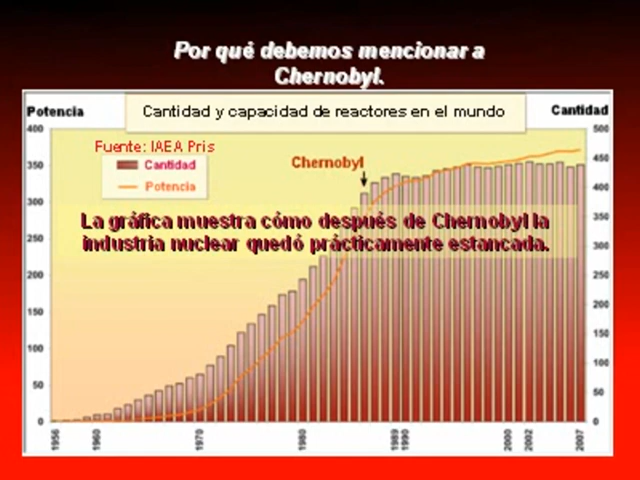 Por qué debemos mencionar a
Chernobyl.
Potencia
Cantidad y capacidad de reactores en el mundo
Cantidad
400
500
Fuente: IAEA Pris
Cantidad
Potencia
Chernobyl
350
450
300
400
250
350
200
300
150
250
100
200
50
150
0
100
50
0
La gráfica muestra cómo después de Chernobyl la
industria nuclear quedó prácticamente estancada.
1956
1960
1970
1980
1989
1990
2000
2002
2007